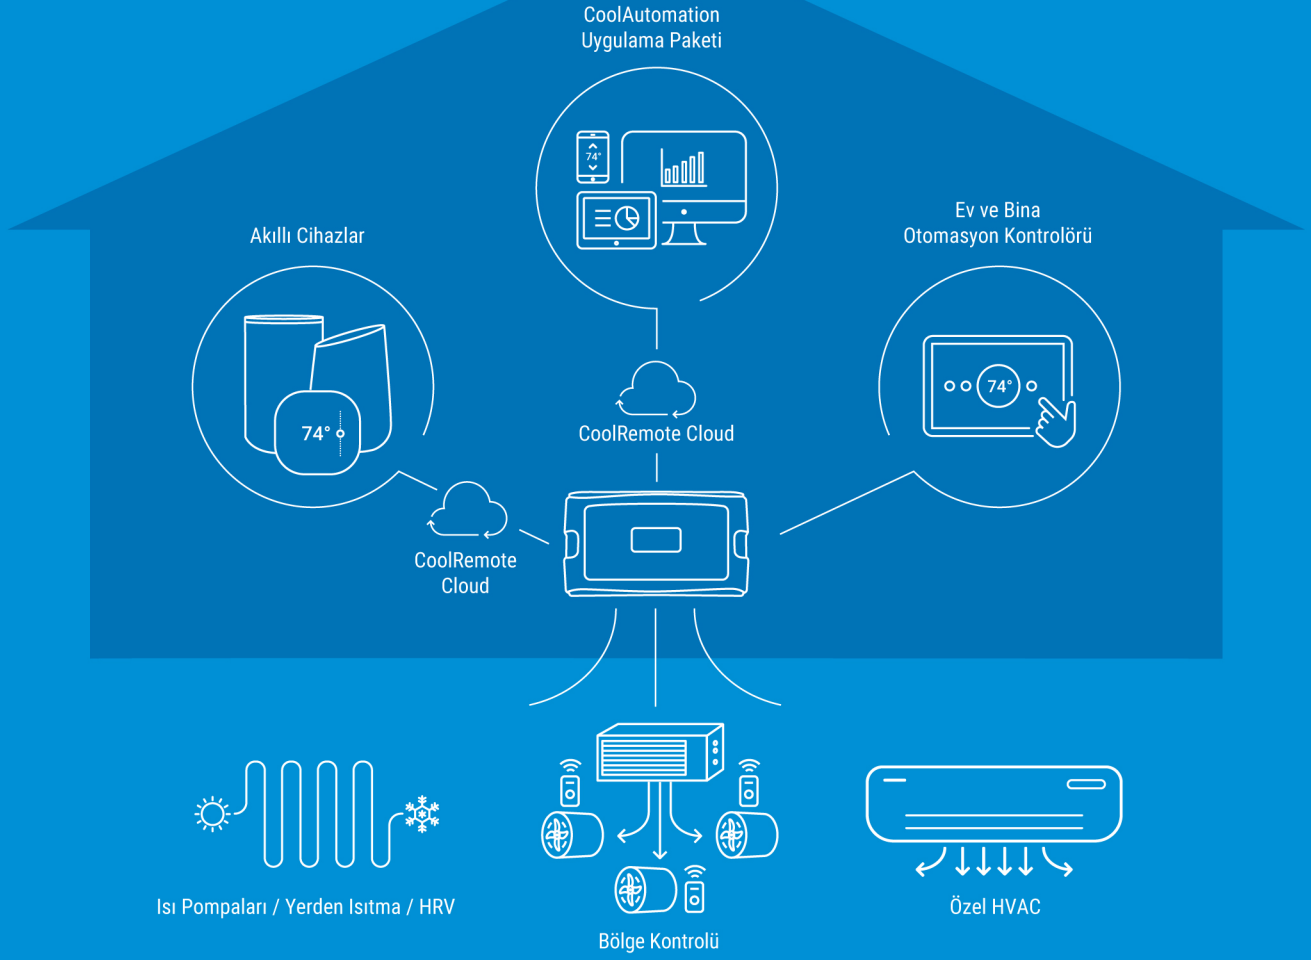 CoolAutomation
Uygulama Paketi
74°
Akıllı Cihazlar
74°
Ev ve Bina
Otomasyon Kontrolörü
74°
CoolRemote Cloud
CoolRemote
Cloud
Isı Pompaları / Yerden Isıtma / HRV
Bölge Kontrolü
Özel HVAC